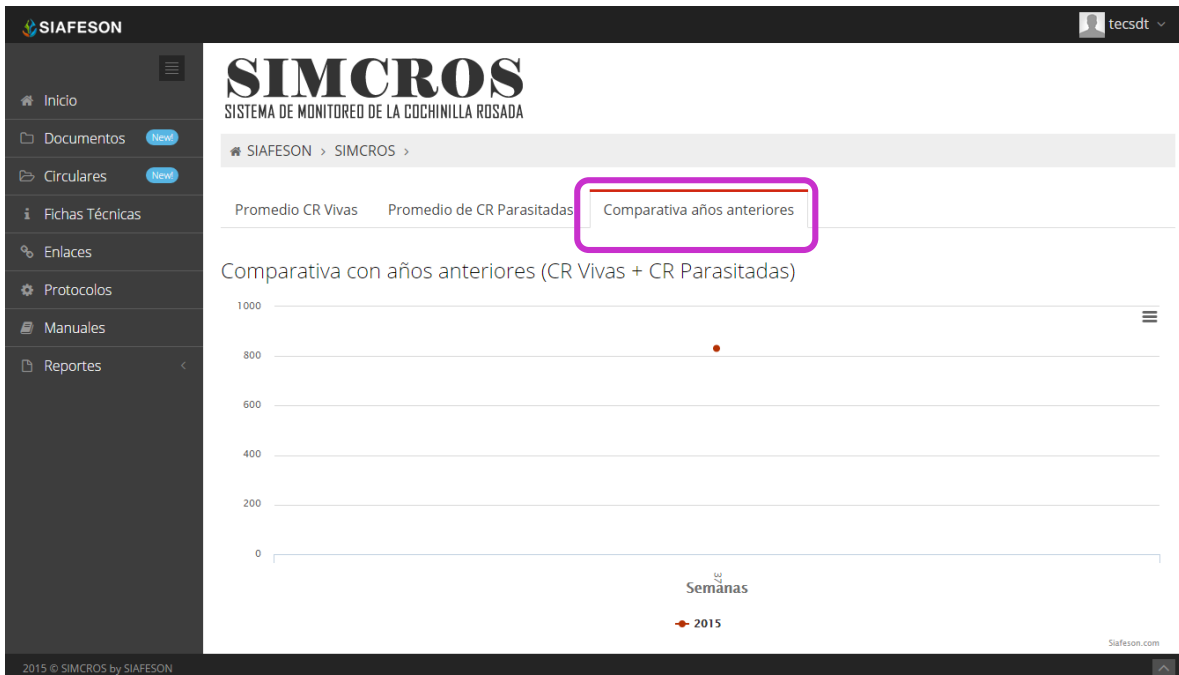 SIAFESON
tecsdt
Inicio
Documentos New!
Circulares New!
Fichas Técnicas
Enlaces
Protocolos
Manuales
Reportes
SIMCROS
SISTEMA DE MONITOREO DE LA COCHINILLA ROSADA
SIAFESON > SIMCROS >
Promedio CR Vivas Promedio de CR Parasitadas Comparativa años anteriores
Comparativa con años anteriores (CR Vivas + CR Parasitadas)
1000
800
600
400
200
0
37
Semanas
2015
Siafeson.com
2015 © SIMCROS by SIAFESON